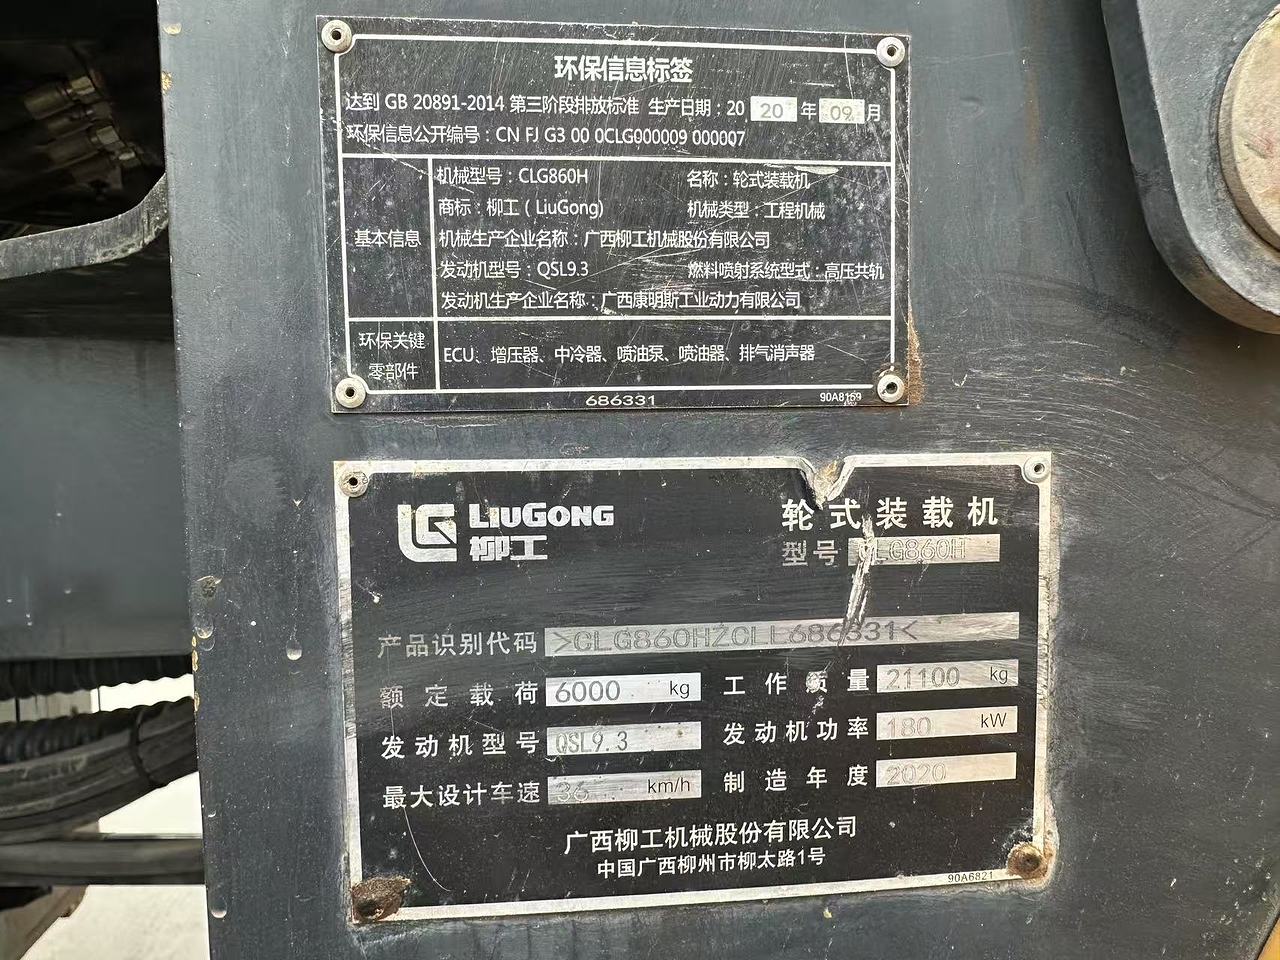 环保信息标签
达到 GB 20891-2014 第三阶段排放标准 生产日期：20 20 年 09 月
环保信息公开编号：CN FJ G3 00 0CLG000009 000007
基本信息
机械型号：CLG860H 名称：轮式装载机
商标：柳工（LiuGong) 机械类型：工程机械
机械生产企业名称：广西柳工机械股份有限公司
发动机型号：QSL9.3 燃料喷射系统型式：高压共轨
发动机生产企业名称：广西康明斯工业动力有限公司
环保关键
零部件
ECU、增压器、中冷器、喷油泵、喷油器、排气消声器
686331 90A8169
LG LIUGONG
柳工
轮式装载机
型号 CLG860H
产品识别代码 >CLG860HZCLL686331<
额定载荷 6000 kg 工作质量 21100 kg
发动机型号 QSL9.3 发动机功率 180 kW
最大设计车速 36 km/h 制造年度 2020
广西柳工机械股份有限公司
中国广西柳州市柳太路1号
90A6821